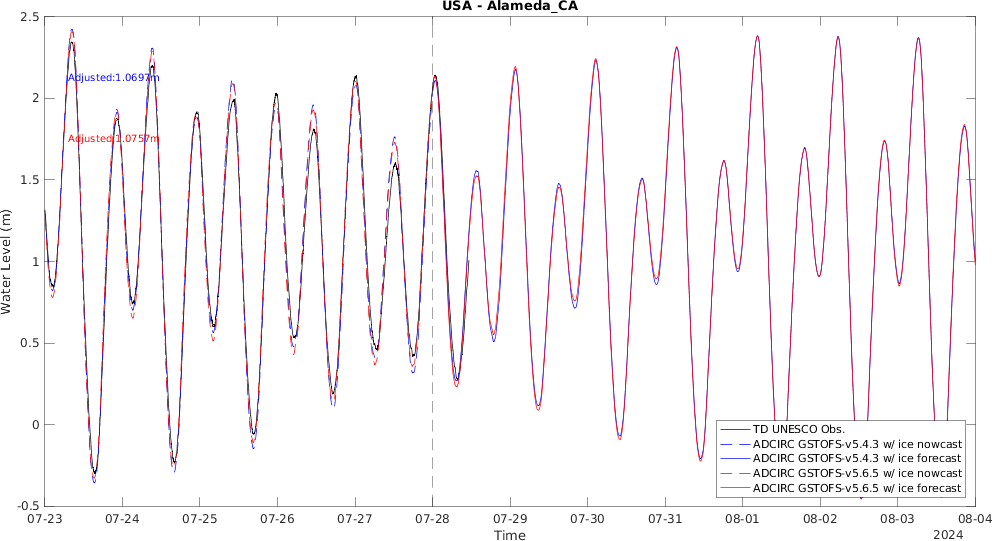 USA - Alameda_CA
2.5
2
1.5
1
0.5
0
-0.5
Water Level (m)
Adjusted:1.0697m
Adjusted:1.0757m
TD UNESCO Obs.
ADCIRC GSTOFS-v5.4.3 w/ ice nowcast
ADCIRC GSTOFS-v5.4.3 w/ ice forecast
ADCIRC GSTOFS-v5.6.5 w/ ice nowcast
ADCIRC GSTOFS-v5.6.5 w/ ice forecast
07-23 07-24 07-25 07-26 07-27 07-28 07-29 07-30 07-31 08-01 08-02 08-03 08-04
Time
2024